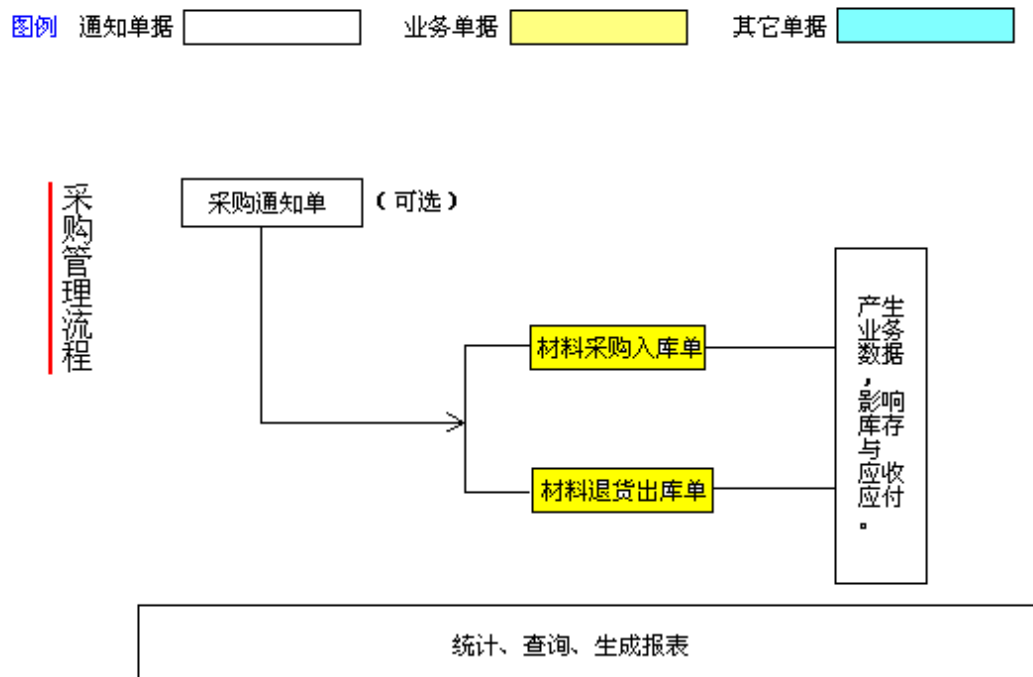 图例 通知单据 业务单据 其它单据
采购管理流程
采购通知单 （可选）
材料采购入库单
材料退货出库单
产生
业务
数据
，
影响
库存
与
应收
应付
。
统计、查询、生成报表